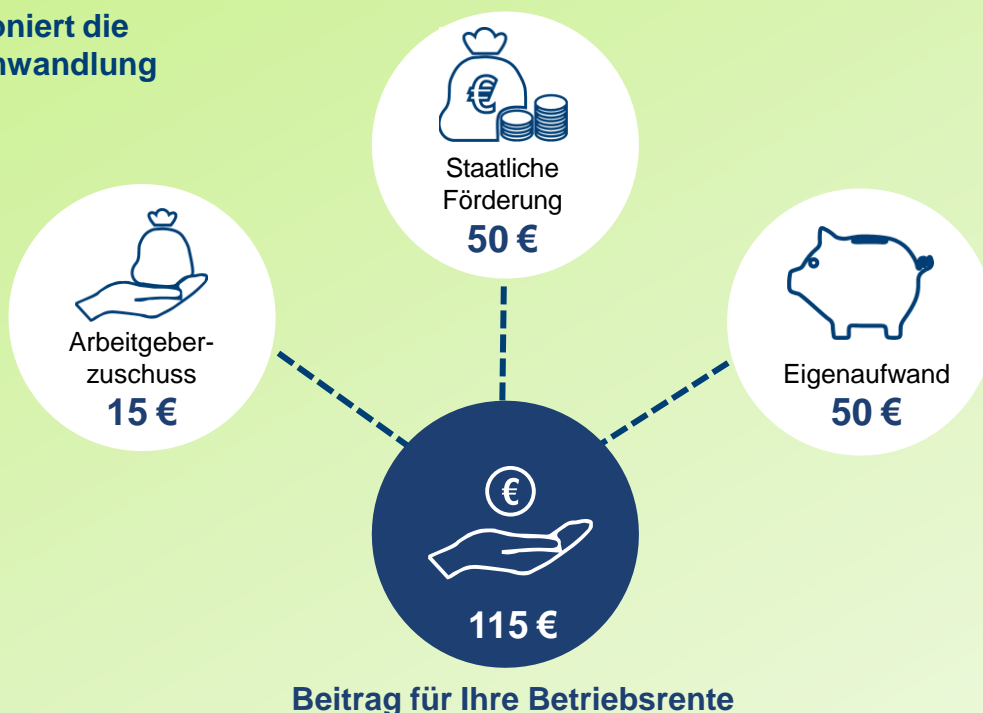 oniert die
nwandlung
Staatliche
Förderung
50 €
Arbeitgeber-
zuschuss
15 €
Eigenaufwand
50 €
115 €
Beitrag für Ihre Betriebsrente